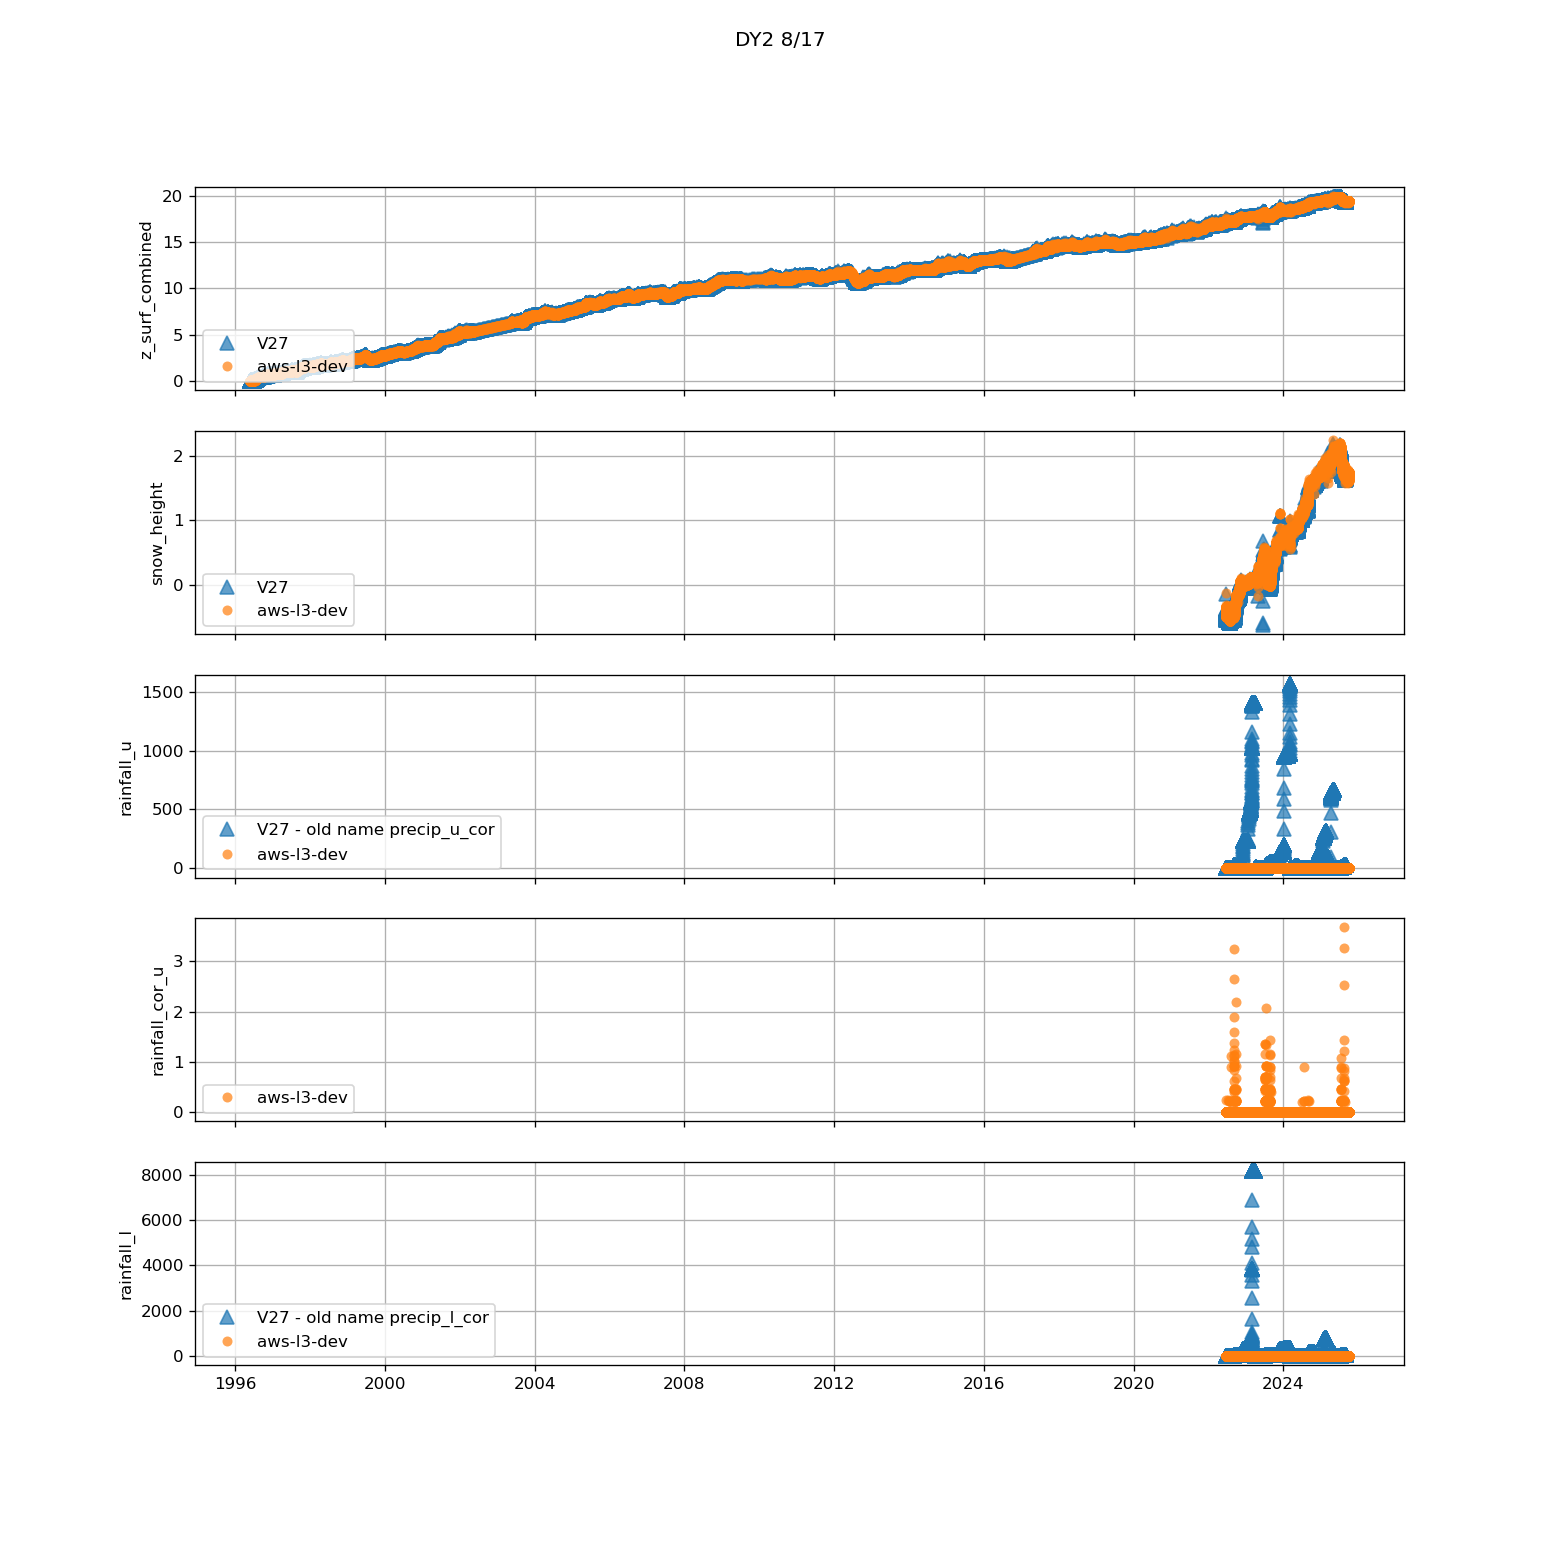 DY2 8/17
20
15
10
5
0
z_surf_combined
V27
aws-l3-dev
2
1
0
snow_height
V27
aws-l3-dev
1500
1000
500
0
rainfall_u
V27 - old name precip_u_cor
aws-l3-dev
3
2
1
0
rainfall_cor_u
aws-l3-dev
8000
6000
4000
2000
0
rainfall_l
V27 - old name precip_l_cor
aws-l3-dev
1996 2000 2004 2008 2012 2016 2020 2024